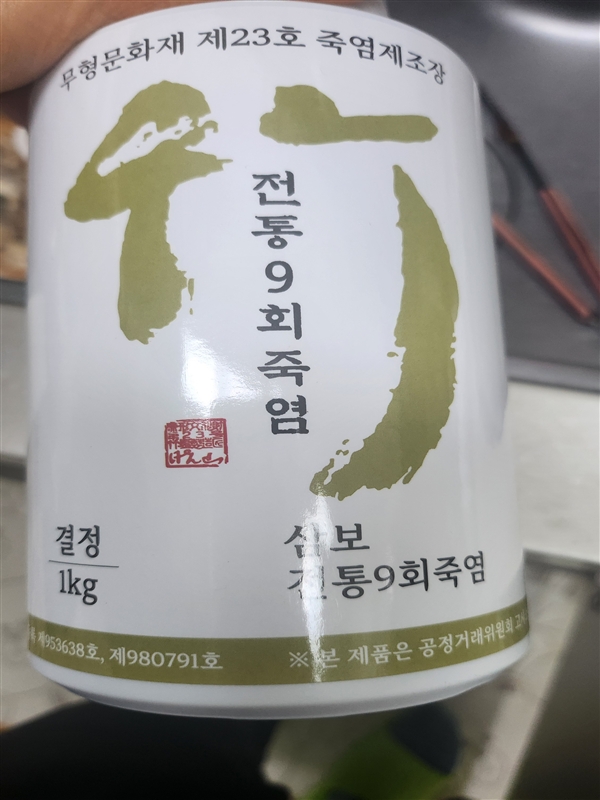 무형문화재 제23호 죽염제조장
竹
전통9회죽염
결정
1kg
삼보
전통9회죽염
제953638호, 제980791호
※ 본 제품은 공정거래위원회